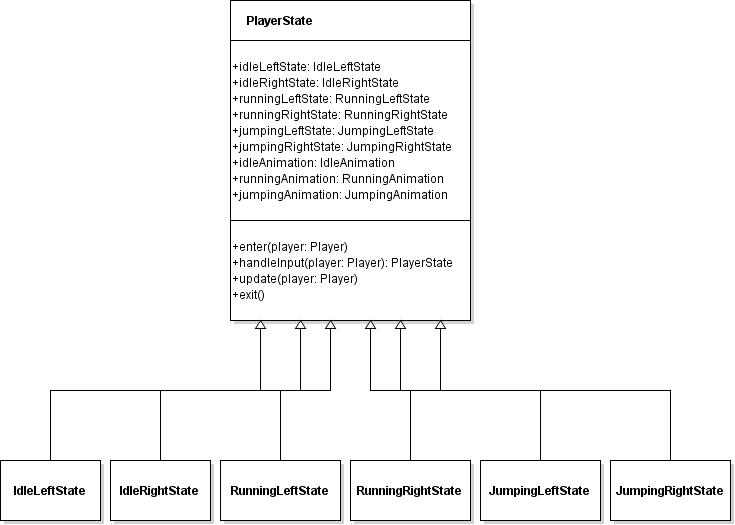 PlayerState
+idleLeftState: IdleLeftState
+idleRightState: IdleRightState
+runningLeftState: RunningLeftState
+runningRightState: RunningRightState
+jumpingLeftState: JumpingLeftState
+jumpingRightState: JumpingRightState
+idleAnimation: IdleAnimation
+runningAnimation: RunningAnimation
+jumpingAnimation: JumpingAnimation
+enter(player: Player)
+handleInput(player: Player): PlayerState
+update(player: Player)
+exit()
IdleLeftState
IdleRightState
RunningLeftState
RunningRightState
JumpingLeftState
JumpingRightState